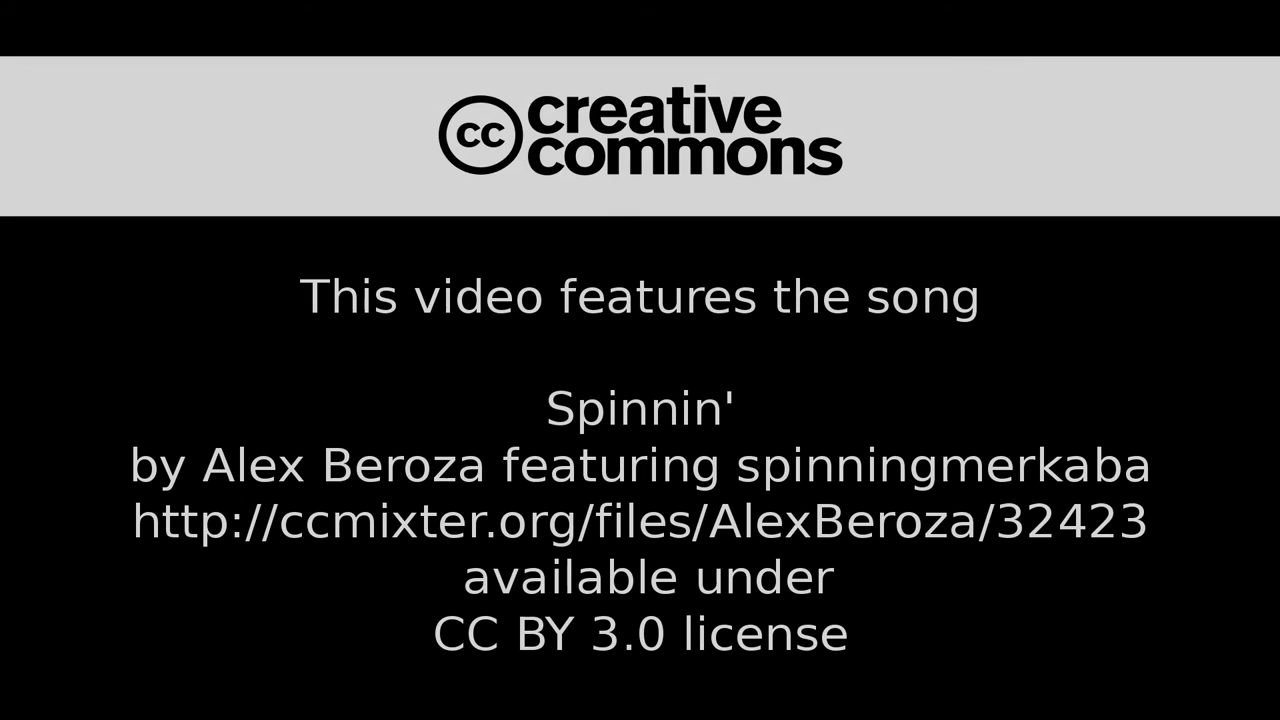 cc creative
commons
This video features the song
Spinnin'
by Alex Beroza featuring spinningmerkaba
http://ccmixter.org/files/AlexBeroza/32423
available under
CC BY 3.0 license